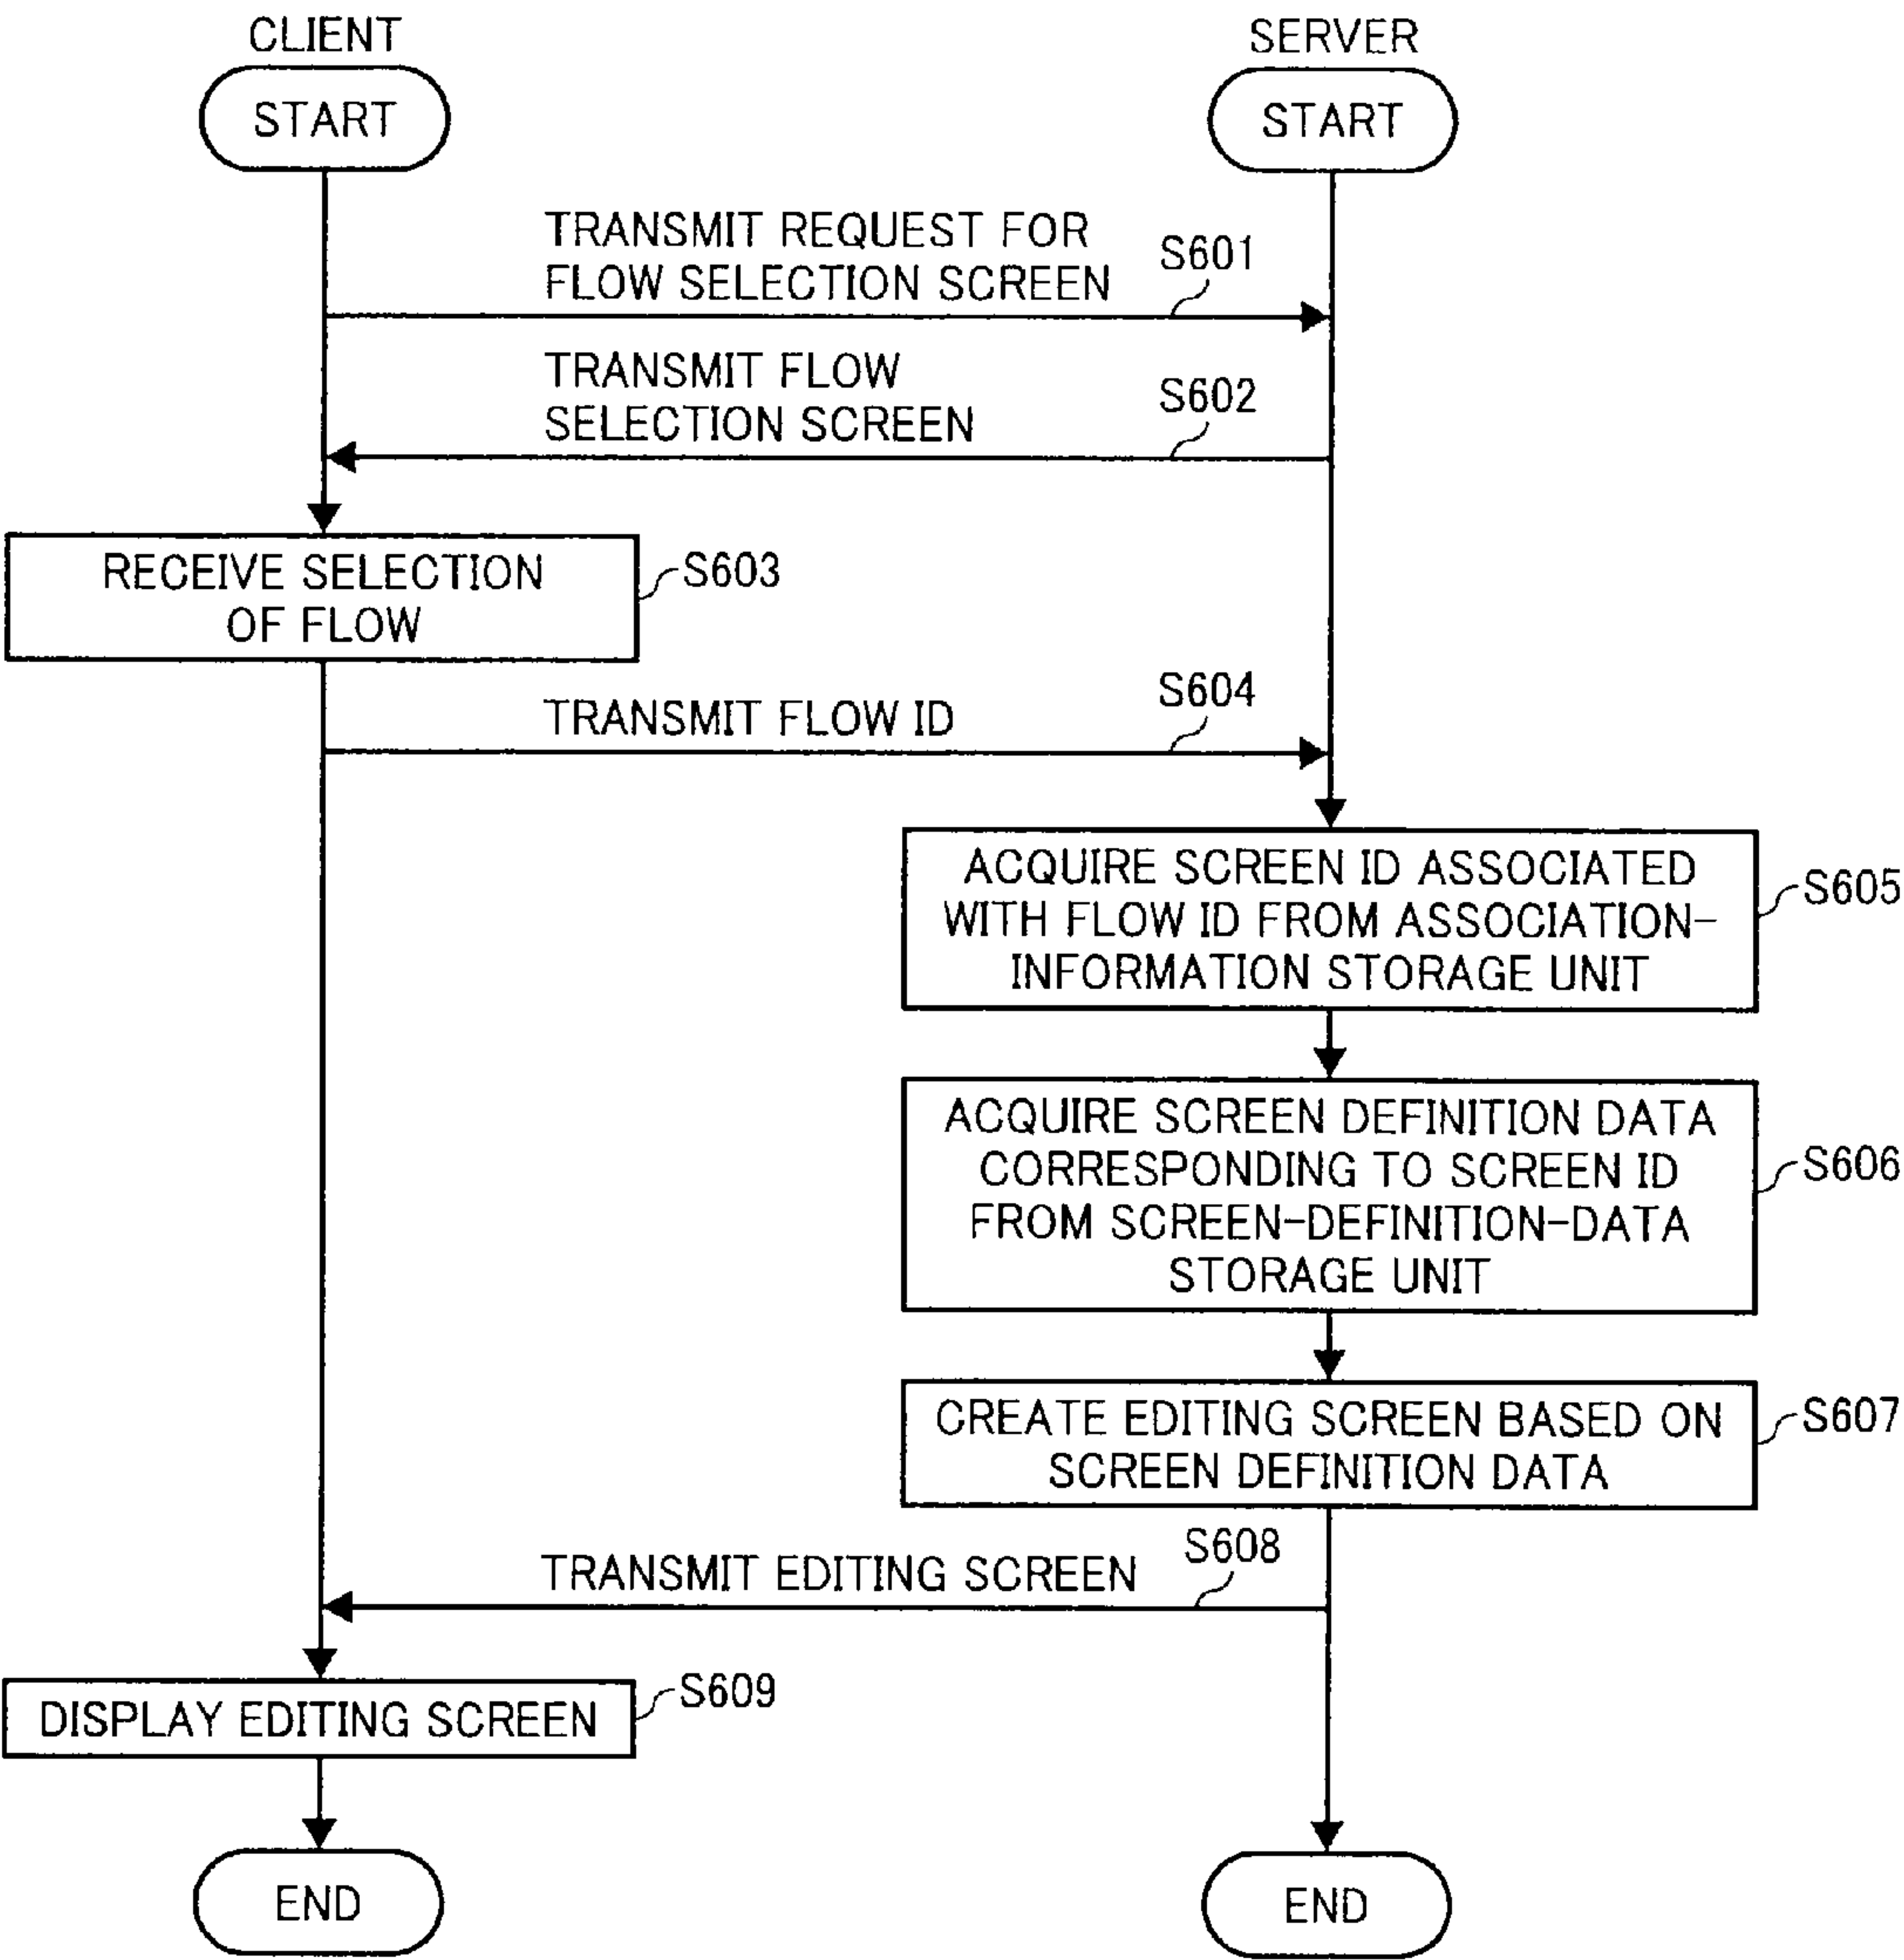 CLIENT
SERVER
START
START
TRANSMIT REQUEST FOR
FLOW SELECTION SCREEN
S601
TRANSMIT FLOW
SELECTION SCREEN
S602
RECEIVE SELECTION
OF FLOW
S603
TRANSMIT FLOW ID
S604
ACQUIRE SCREEN ID ASSOCIATED
WITH FLOW ID FROM ASSOCIATION-
INFORMATION STORAGE UNIT
S605
ACQUIRE SCREEN DEFINITION DATA
CORRESPONDING TO SCREEN ID
FROM SCREEN-DEFINITION-DATA
STORAGE UNIT
S606
CREATE EDITING SCREEN BASED ON
SCREEN DEFINITION DATA
S607
TRANSMIT EDITING SCREEN
S608
DISPLAY EDITING SCREEN
S609
END
END